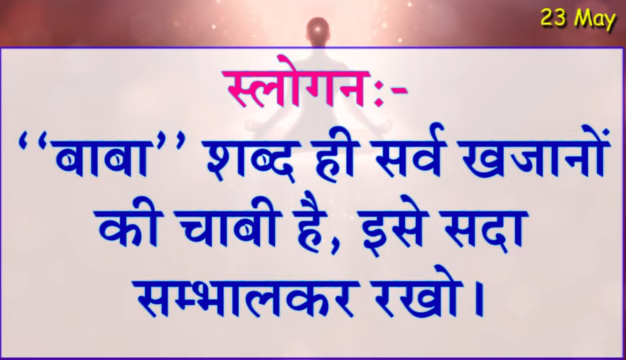 23 May
स्लोगनः-
‘‘बाबा’’ शब्द ही सर्व खजानों
की चाबी है, इसे सदा
सम्भालकर रखो।